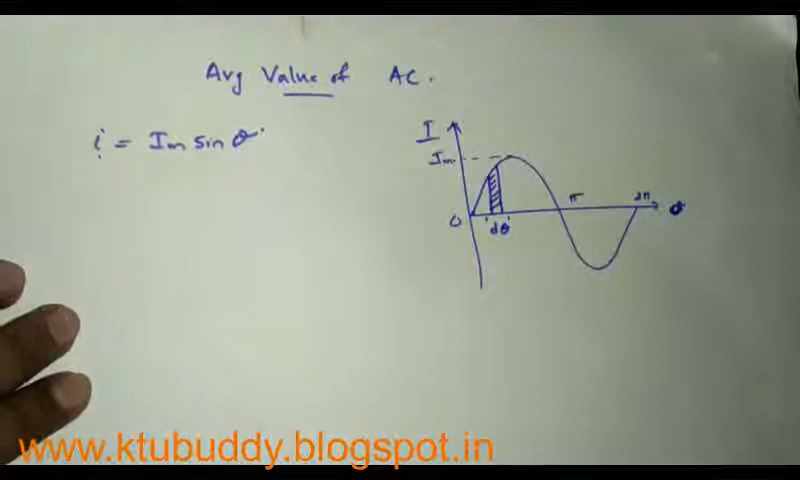 Avg Value of AC.
i = Im sin θ
I
Im
π
2π
θ
0
dθ
www.ktubuddy.blogspot.in